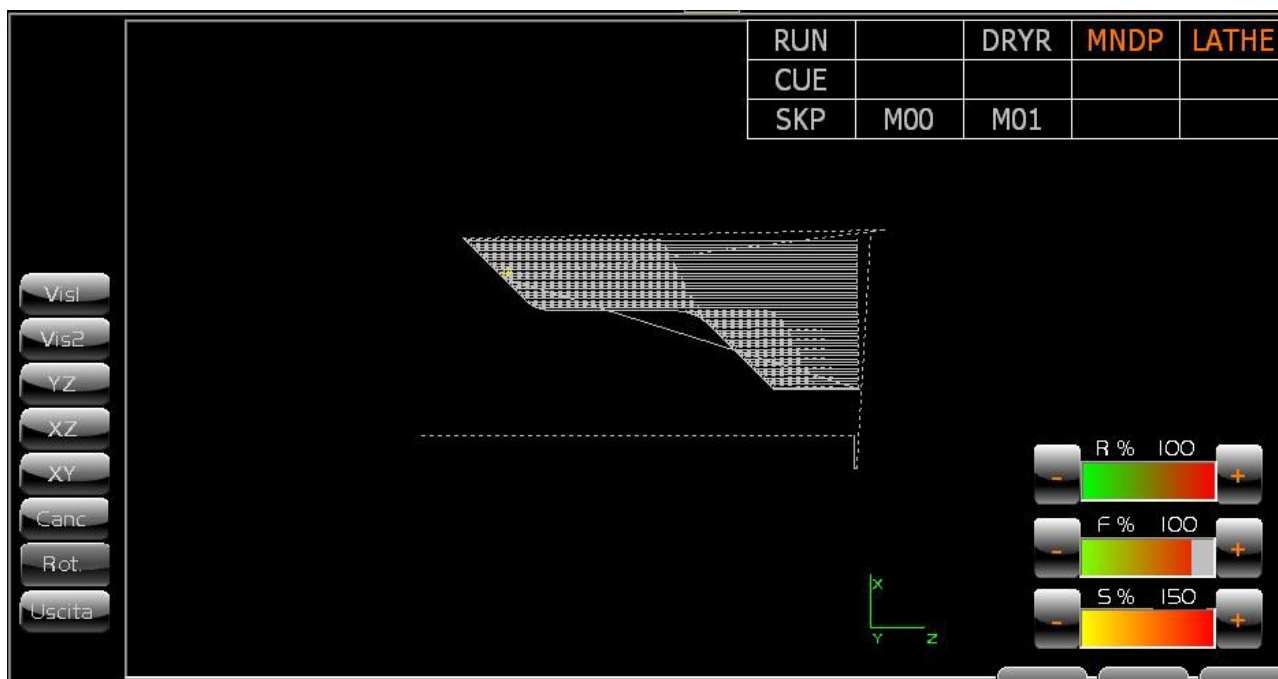 RUN DRYR MNDP LATHE
CUE
SKP M00 M01
Vis1
Vis2
YZ
XZ
XY
Canc
Rot.
Uscita
R % 100
- +
F % 100
- +
S % 150
- +
X
Y Z